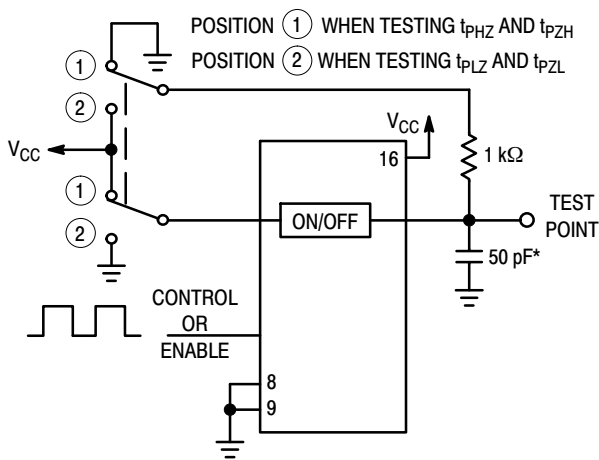 POSITION 1 WHEN TESTING tPHZ AND tPZH
POSITION 2 WHEN TESTING tPLZ AND tPZL
1
2
VCC
1
2
VCC
16
1 kΩ
ON/OFF
TEST
POINT
50 pF*
CONTROL
OR
ENABLE
8
9